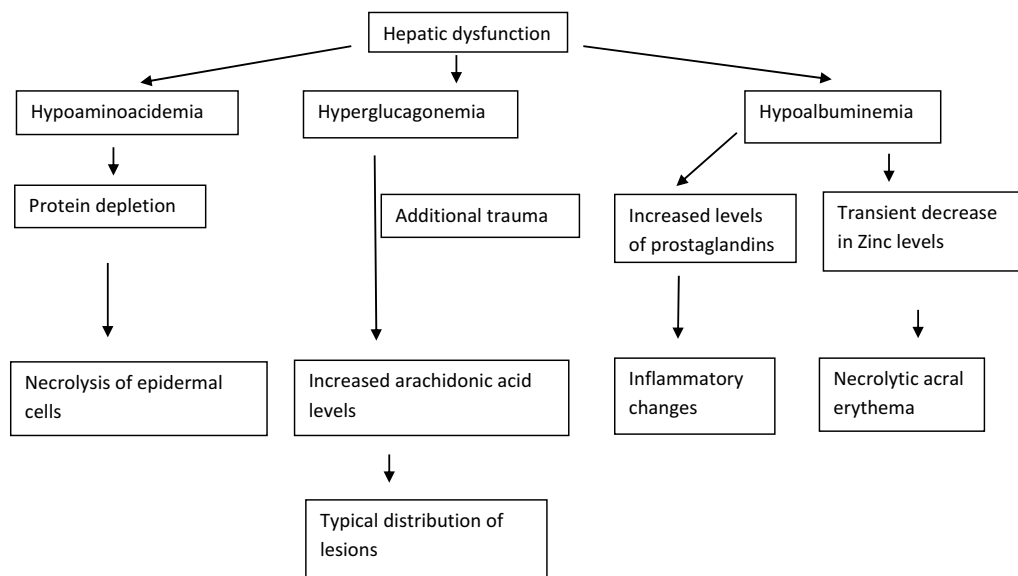 Hepatic dysfunction
Hypoaminoacidemia
Hyperglucagonemia
Hypoalbuminemia
Protein depletion
Additional trauma
Increased levels
of prostaglandins
Transient decrease
in Zinc levels
Necrolysis of epidermal
cells
Increased arachidonic acid
levels
Inflammatory
changes
Necrolytic acral
erythema
Typical distribution of
lesions